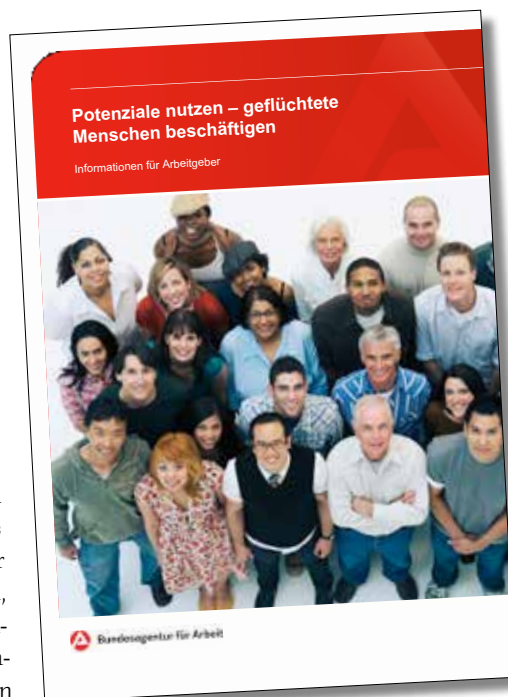 Potenziale nutzen – geflüchtete
Menschen beschäftigen
Informationen für Arbeitgeber
Bundesagentur für Arbeit
r
n